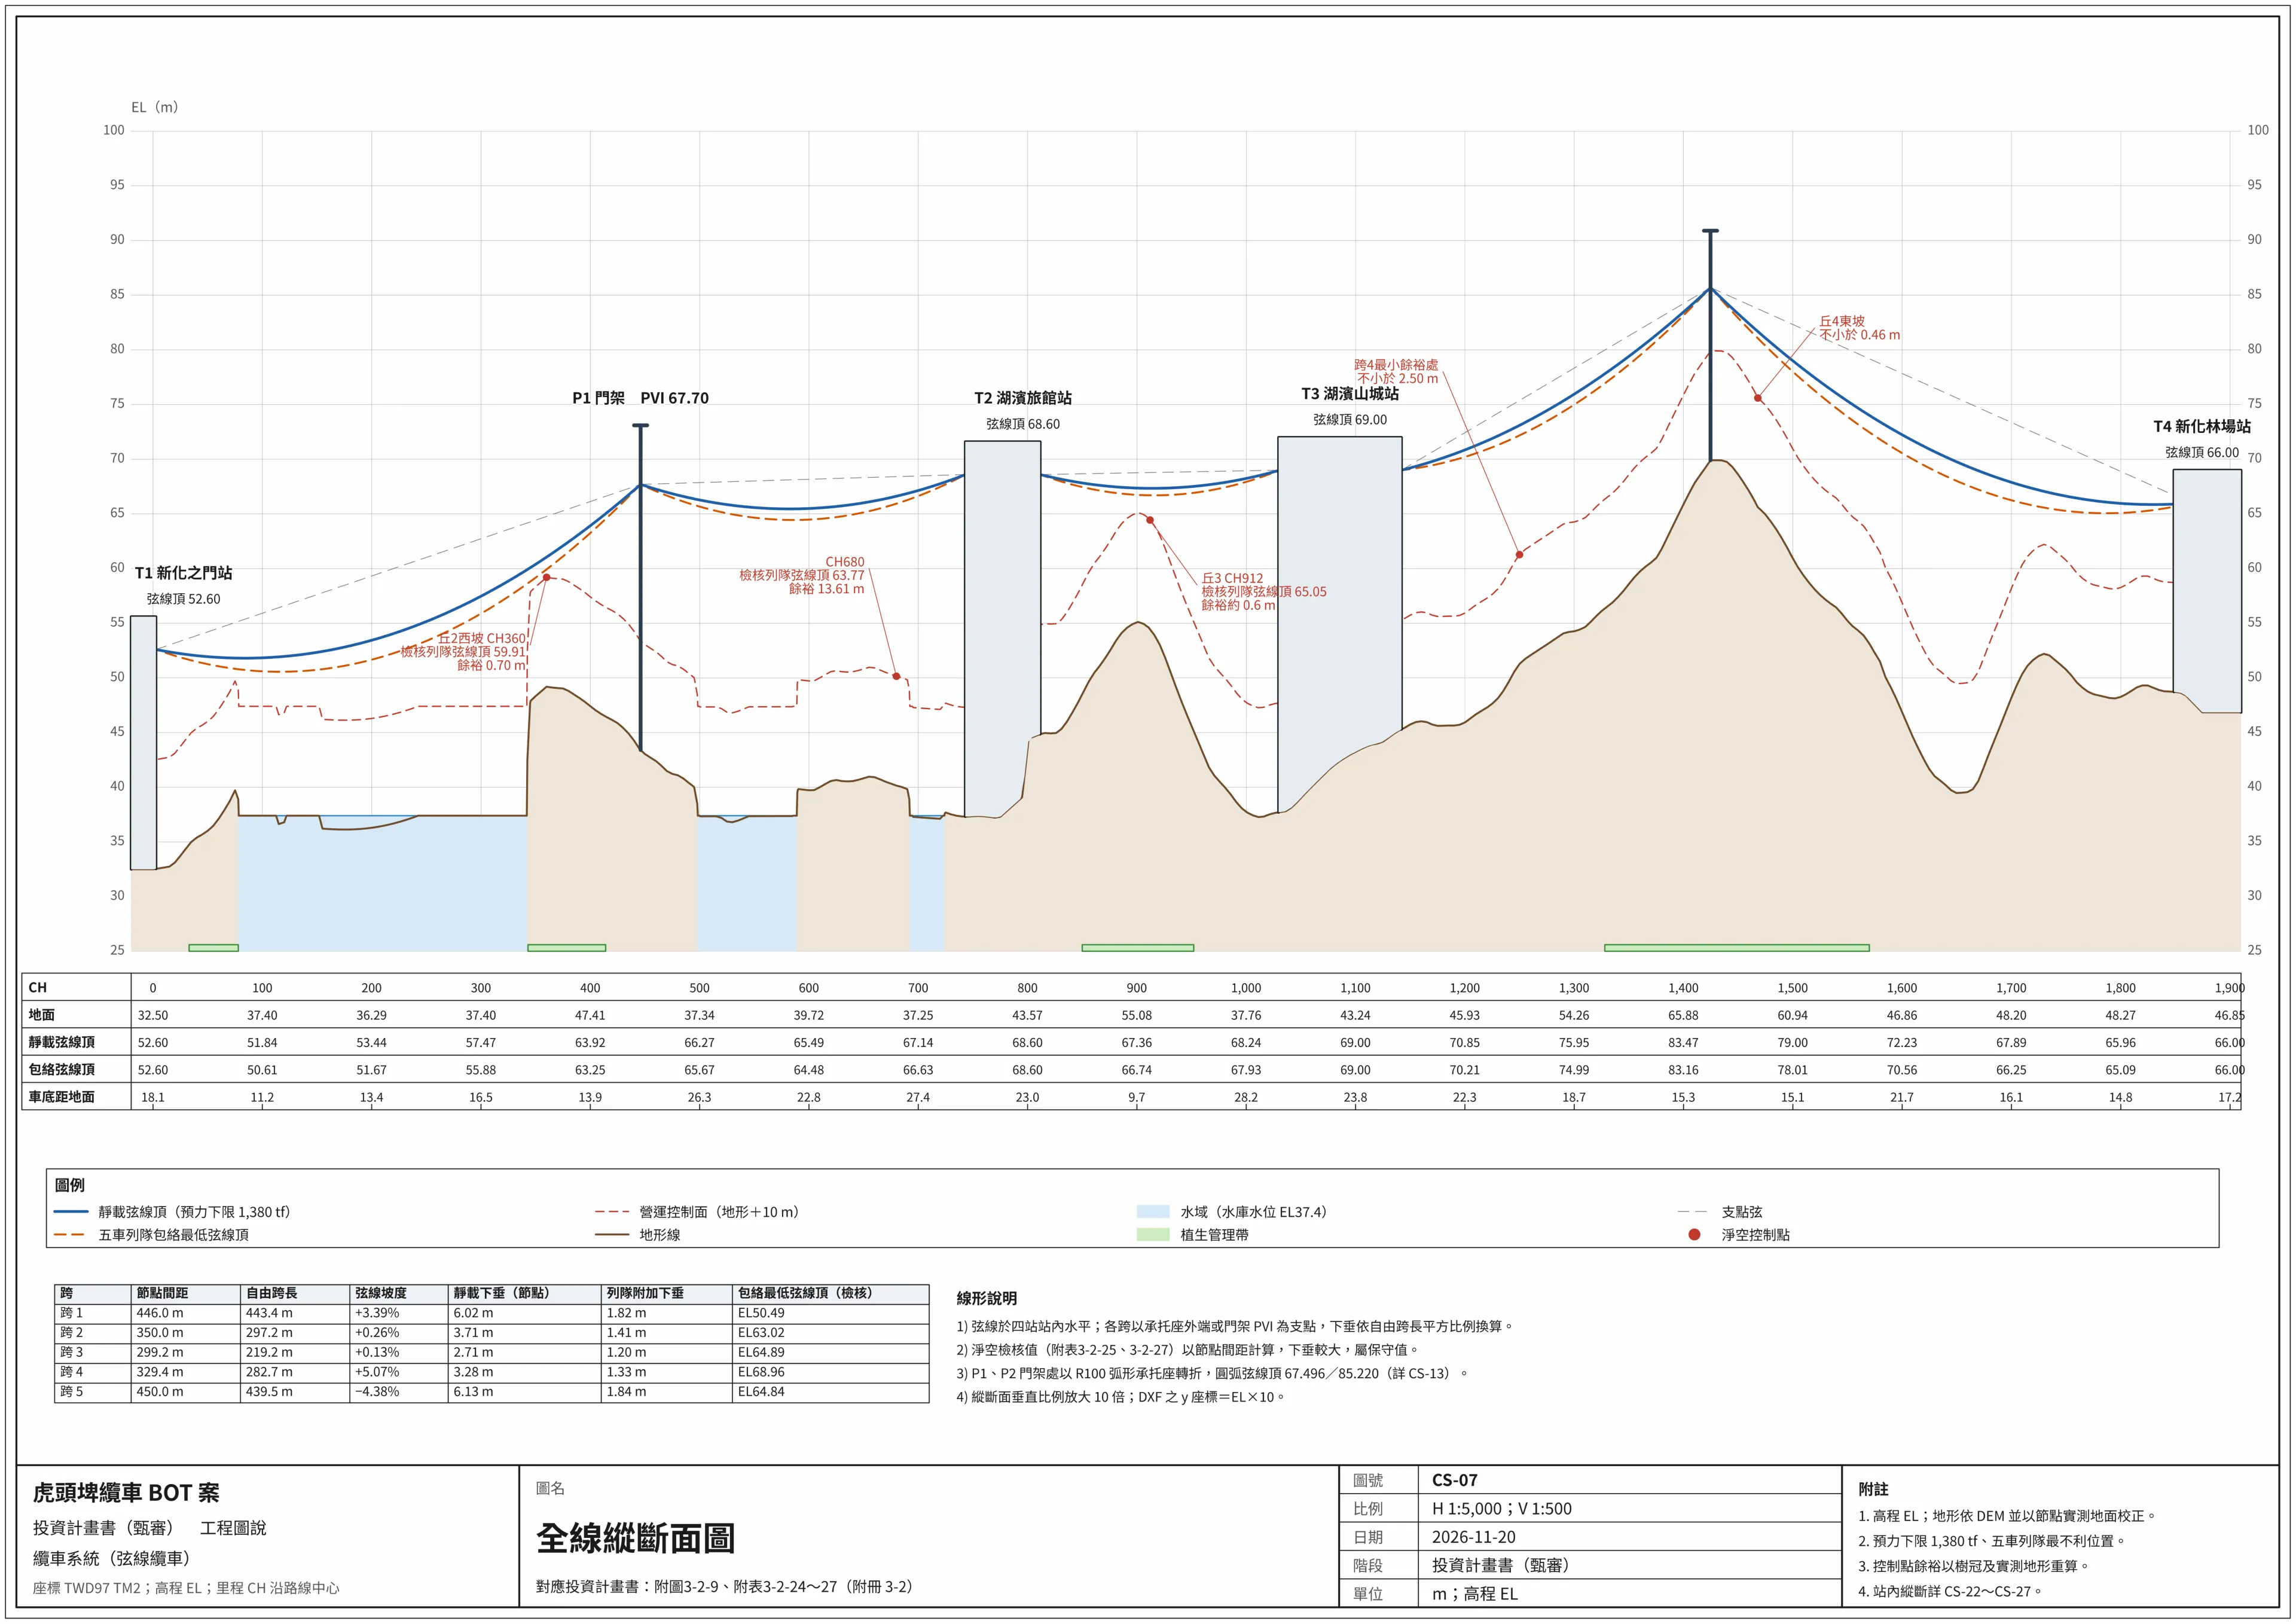 EL（m）
100 100
95 95
90 90
85 85
80 80
75 75
70 70
65 65
60 60
55 55
50 50
45 45
40 40
35 35
30 30
25 25
丘4東坡
不小於 0.46 m
跨4最小餘裕處
不小於 2.50 m
P1 門架 PVI 67.70
T2 湖濱旅館站
弦線頂 68.60
T3 湖濱山城站
弦線頂 69.00
T4 新化林場站
弦線頂 66.00
T1 新化之門站
弦線頂 52.60
CH680
檢核列隊弦線頂 63.77
餘裕 13.61 m
丘3 CH912
檢核列隊弦線頂 65.05
餘裕約 0.6 m
丘2西坡 CH360
檢核列隊弦線頂 59.91
餘裕 0.70 m
CH 0 100 200 300 400 500 600 700 800 900 1,000 1,100 1,200 1,300 1,400 1,500 1,600 1,700 1,800 1,900
地面 32.50 37.40 36.29 37.40 47.41 37.34 39.72 37.25 43.57 55.08 37.76 43.24 45.93 54.26 65.88 60.94 46.86 48.20 48.27 46.85
靜載弦線頂 52.60 51.84 53.44 57.47 63.92 66.27 65.49 67.14 68.60 67.36 68.24 69.00 70.85 75.95 83.47 79.00 72.23 67.89 65.96 66.00
包絡弦線頂 52.60 50.61 51.67 55.88 63.25 65.67 64.48 66.63 68.60 66.74 67.93 69.00 70.21 74.99 83.16 78.01 70.56 66.25 65.09 66.00
車底距地面 18.1 11.2 13.4 16.5 13.9 26.3 22.8 27.4 23.0 9.7 28.2 23.8 22.3 18.7 15.3 15.1 21.7 16.1 14.8 17.2
圖例
靜載弦線頂（預力下限 1,380 tf） 營運控制面（地形＋10 m） 水域（水庫水位 EL37.4） 支點弦
五車列隊包絡最低弦線頂 地形線 植生管理帶 淨空控制點
跨 節點間距 自由跨長 弦線坡度 靜載下垂（節點） 列隊附加下垂 包絡最低弦線頂（檢核）
跨 1 446.0 m 443.4 m +3.39% 6.02 m 1.82 m EL50.49
跨 2 350.0 m 297.2 m +0.26% 3.71 m 1.41 m EL63.02
跨 3 299.2 m 219.2 m +0.13% 2.71 m 1.20 m EL64.89
跨 4 329.4 m 282.7 m +5.07% 3.28 m 1.33 m EL68.96
跨 5 450.0 m 439.5 m −4.38% 6.13 m 1.84 m EL64.84
線形說明
1) 弦線於四站站內水平；各跨以承托座外端或門架 PVI 為支點，下垂依自由跨長平方比例換算。
2) 淨空檢核值（附表3-2-25、3-2-27）以節點間距計算，下垂較大，屬保守值。
3) P1、P2 門架處以 R100 弧形承托座轉折，圓弧弦線頂 67.496／85.220（詳 CS-13）。
4) 縱斷面垂直比例放大 10 倍；DXF 之 y 座標＝EL×10。
虎頭埤纜車 BOT 案
投資計畫書（甄審） 工程圖說
纜車系統（弦線纜車）
座標 TWD97 TM2；高程 EL；里程 CH 沿路線中心
圖名
全線縱斷面圖
對應投資計畫書：附圖3-2-9、附表3-2-24～27（附冊 3-2）
圖號 CS-07
比例 H 1:5,000；V 1:500
日期 2026-11-20
階段 投資計畫書（甄審）
單位 m；高程 EL
附註
1. 高程 EL；地形依 DEM 並以節點實測地面校正。
2. 預力下限 1,380 tf、五車列隊最不利位置。
3. 控制點餘裕以樹冠及實測地形重算。
4. 站內縱斷詳 CS-22～CS-27。